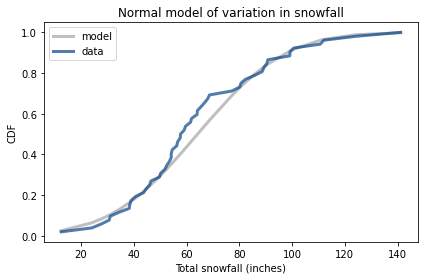 Normal model of variation in snowfall
model
data
CDF
1.0
0.8
0.6
0.4
0.2
0.0
20 40 60 80 100 120 140
Total snowfall (inches)